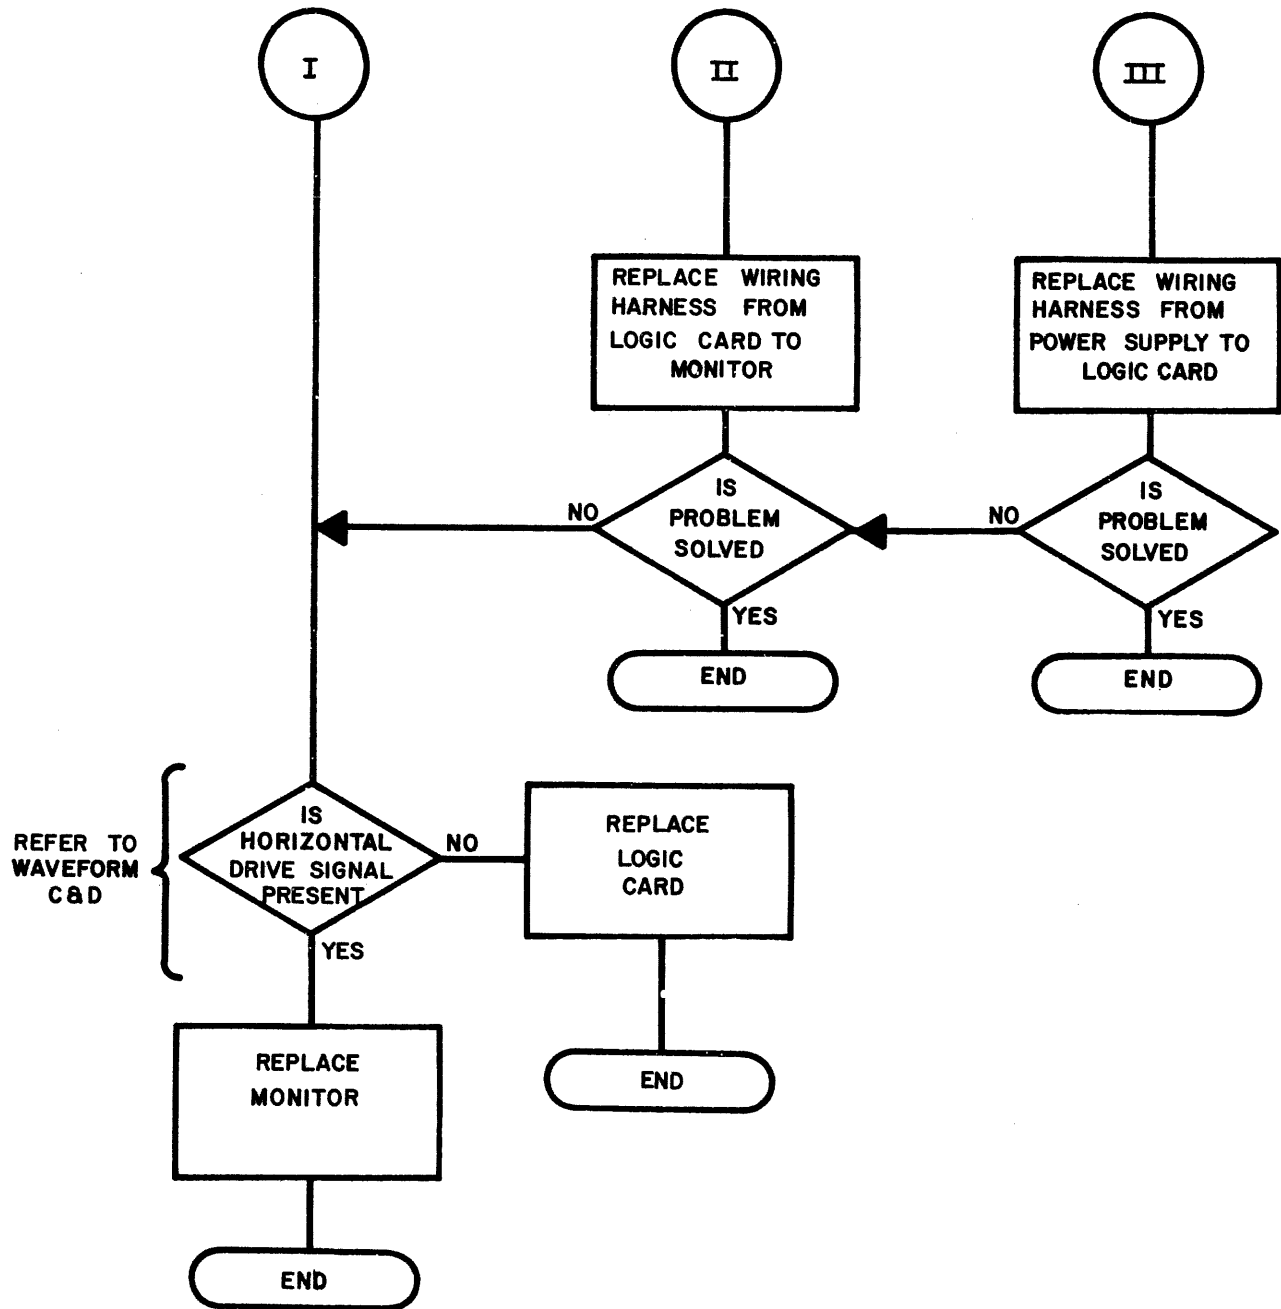 I
II
III
REPLACE WIRING
HARNESS FROM
LOGIC CARD TO
MONITOR
REPLACE WIRING
HARNESS FROM
POWER SUPPLY TO
LOGIC CARD
NO
IS
PROBLEM
SOLVED
YES
END
NO
IS
PROBLEM
SOLVED
YES
END
REFER TO
WAVEFORM
C&D
IS
HORIZONTAL
DRIVE SIGNAL
PRESENT
NO
YES
REPLACE
LOGIC
CARD
END
REPLACE
MONITOR
END